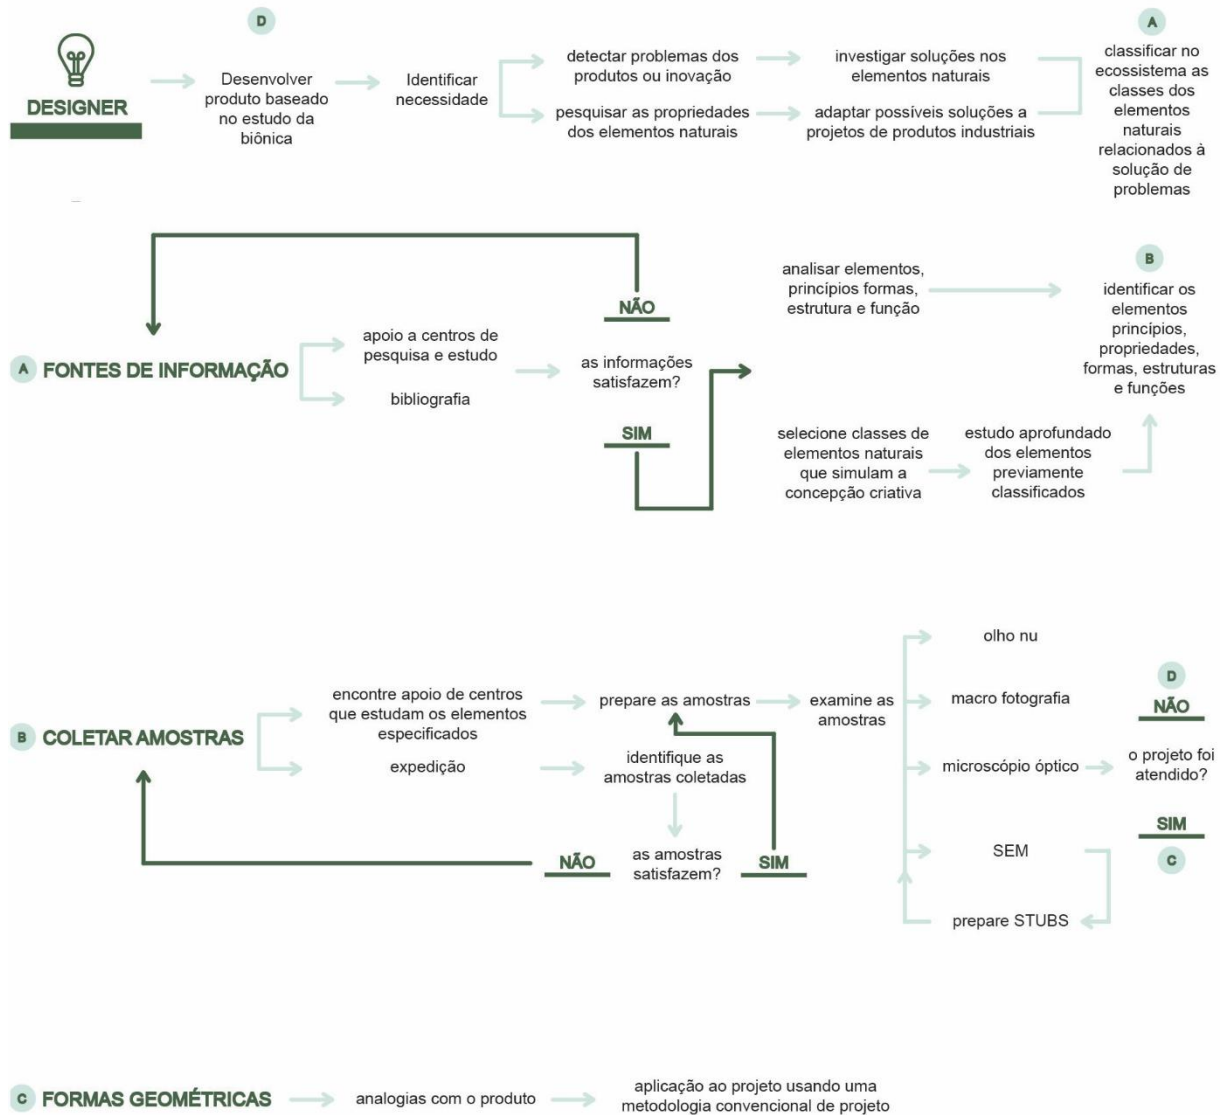 D
DESIGNER
Desenvolver
produto baseado
no estudo da
biônica
Identificar
necessidade
detectar problemas dos
produtos ou inovação
investigar soluções nos
elementos naturais
pesquisar as propriedades
dos elementos naturais
adaptar possíveis soluções a
projetos de produtos industriais
A
classificar no
ecossistema as
classes dos
elementos
naturais
relacionados à
solução de
problemas
A FONTES DE INFORMAÇÃO
apoio a centros de
pesquisa e estudo
bibliografia
NÃO
as informações
satisfazem?
SIM
analisar elementos,
princípios formas,
estrutura e função
selecione classes de
elementos naturais
que simulam a
concepção criativa
estudo aprofundado
dos elementos
previamente
classificados
B
identificar os
elementos
princípios,
propriedades,
formas, estruturas
e funções
B COLETAR AMOSTRAS
encontre apoio de centros
que estudam os elementos
especificados
expedição
prepare as amostras
identifique as
amostras coletadas
NÃO
as amostras
satisfazem?
SIM
examine as
amostras
olho nu
macro fotografia
microscópio óptico
SEM
prepare STUBS
D
NÃO
o projeto foi
atendido?
SIM
C
C FORMAS GEOMÉTRICAS
analogias com o produto
aplicação ao projeto usando uma
metodologia convencional de projeto